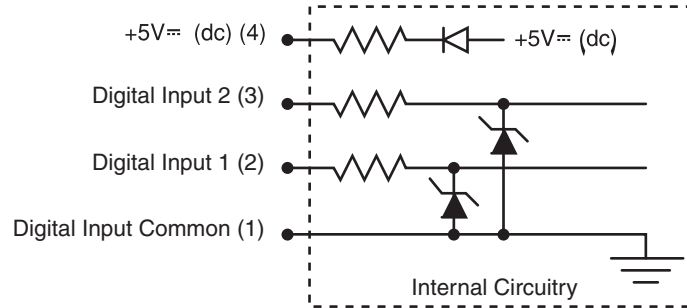 +5V⎓ (dc) (4)
+5V⎓ (dc)
Digital Input 2 (3)
Digital Input 1 (2)
Digital Input Common (1)
Internal Circuitry